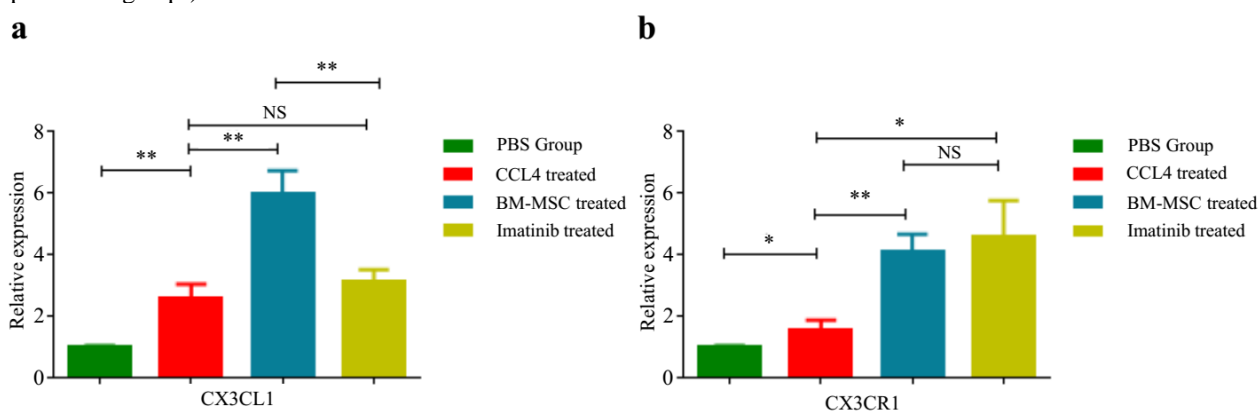 a
**
NS
**
**
8
6
4
2
0
Relative expression
CX3CL1
PBS Group
CCL4 treated
BM-MSC treated
Imatinib treated
b
*
NS
**
*
8
6
4
2
0
Relative expression
CX3CR1
PBS Group
CCL4 treated
BM-MSC treated
Imatinib treated